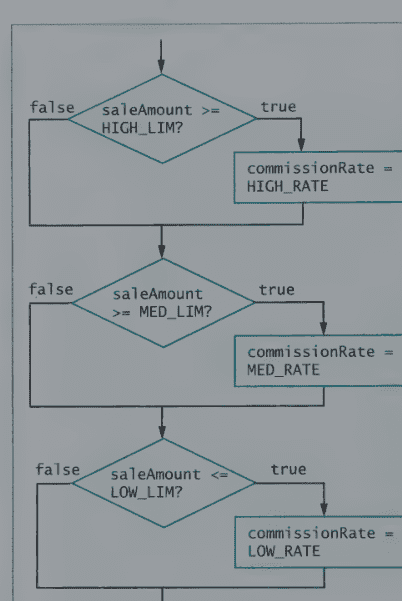 false
true
saleAmount >=
HIGH_LIM?
commissionRate =
HIGH_RATE
false
true
saleAmount
>= MED_LIM?
commissionRate =
MED_RATE
false
true
saleAmount <=
LOW_LIM?
commissionRate =
LOW_RATE